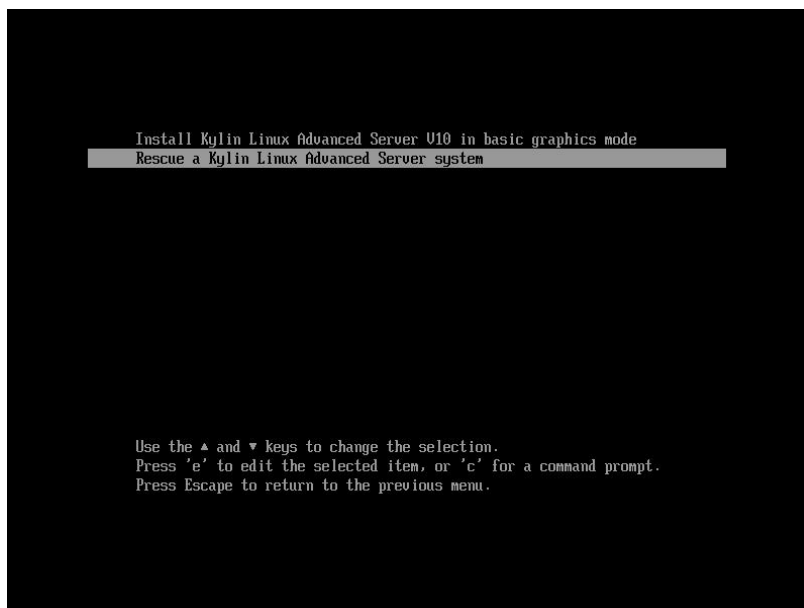 Install Kylin Linux Advanced Server V10 in basic graphics mode
Rescue a Kylin Linux Advanced Server system
Use the ▲ and ▼ keys to change the selection.
Press 'e' to edit the selected item, or 'c' for a command prompt.
Press Escape to return to the previous menu.